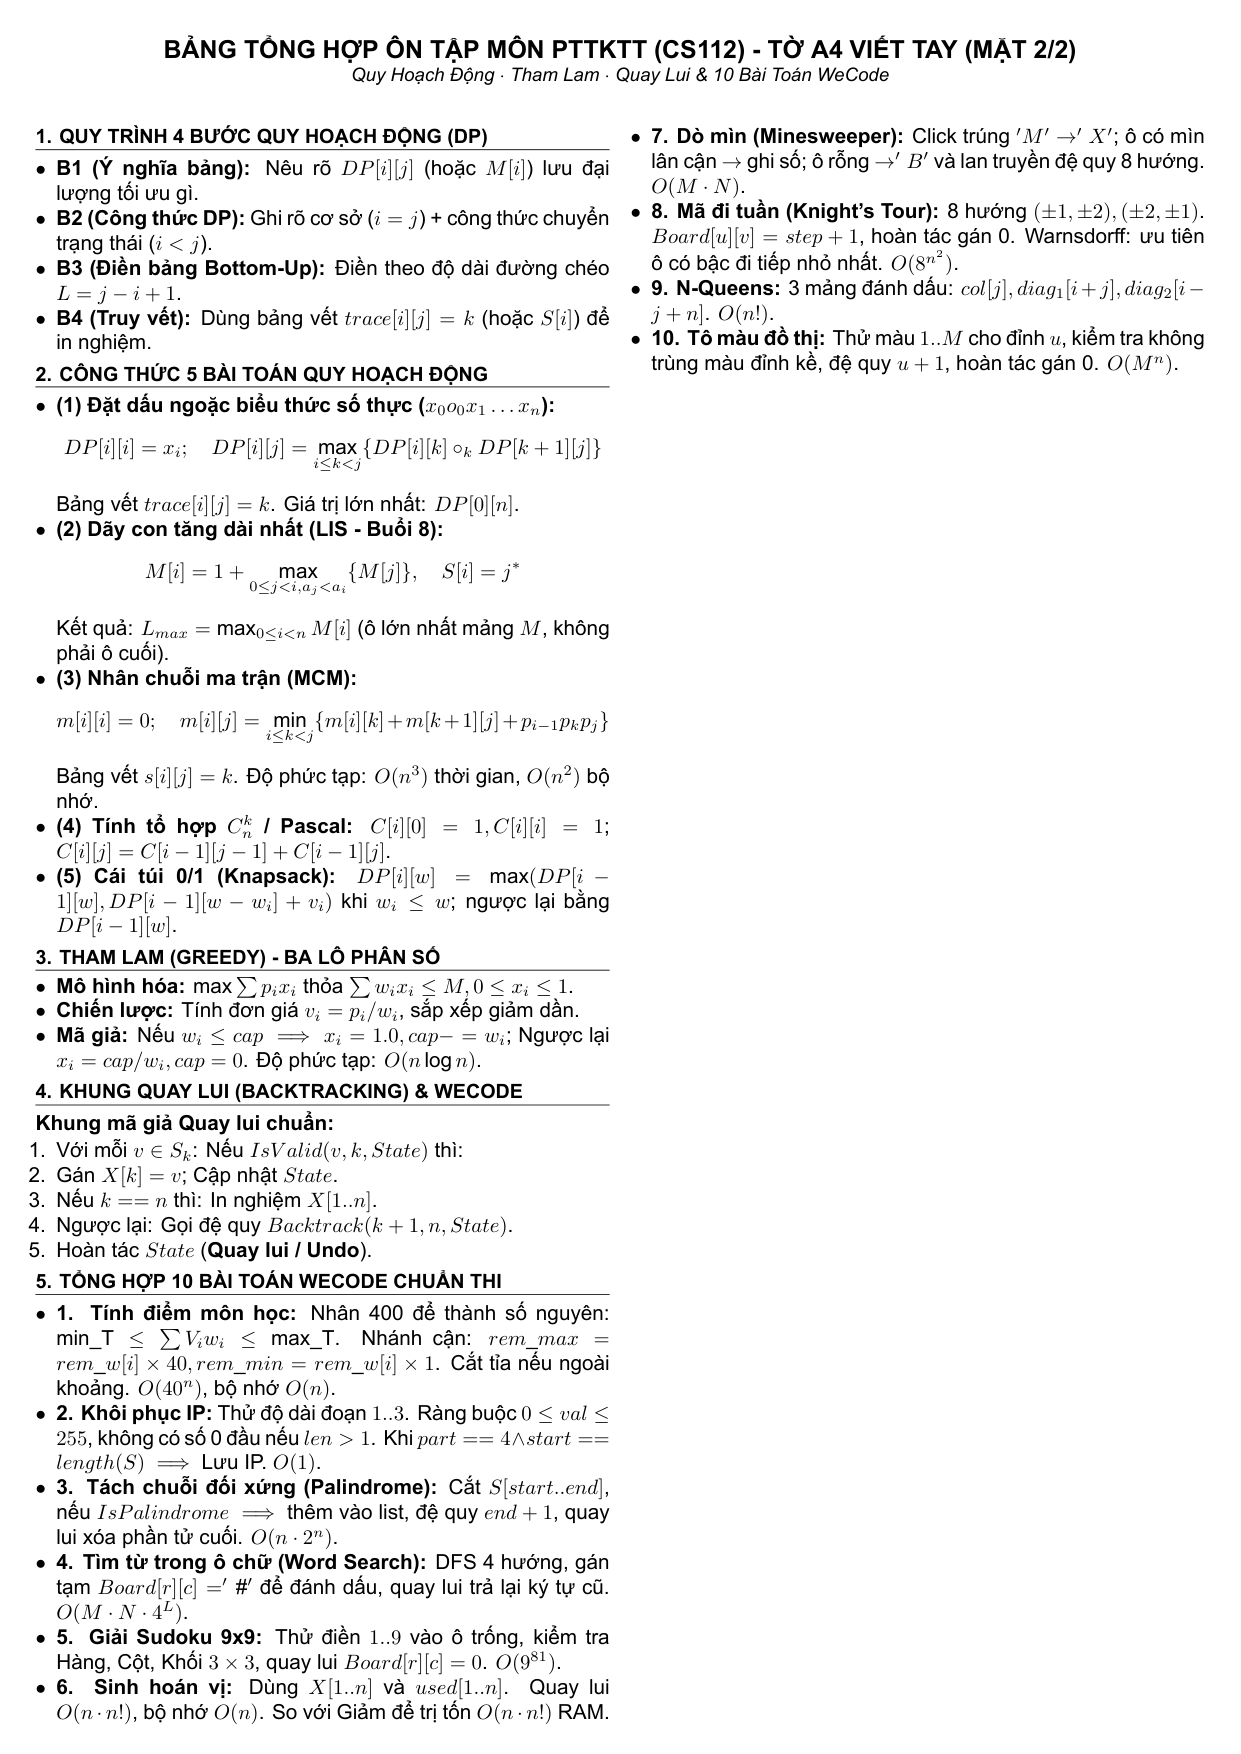 BẢNG TỔNG HỢP ÔN TẬP MÔN PTTKTT (CS112) - TỜ A4 VIẾT TAY (MẶT 2/2)
Quy Hoạch Động · Tham Lam · Quay Lui & 10 Bài Toán WeCode
1. QUY TRÌNH 4 BƯỚC QUY HOẠCH ĐỘNG (DP)
• B1 (Ý nghĩa bảng): Nêu rõ DP[i][j] (hoặc M[i]) lưu đại
lượng tối ưu gì.
• B2 (Công thức DP): Ghi rõ cơ sở (i = j) + công thức chuyển
trạng thái (i < j).
• B3 (Điền bảng Bottom-Up): Điền theo độ dài đường chéo
L = j − i + 1.
• B4 (Truy vết): Dùng bảng vết trace[i][j] = k (hoặc S[i]) để
in nghiệm.
2. CÔNG THỨC 5 BÀI TOÁN QUY HOẠCH ĐỘNG
• (1) Đặt dấu ngoặc biểu thức số thực (x₀o₀x₁ . . . xₙ):
DP[i][i] = xᵢ; DP[i][j] = max {DP[i][k] ∘ₖ DP[k + 1][j]}
i≤k<j
Bảng vết trace[i][j] = k. Giá trị lớn nhất: DP[0][n].
• (2) Dãy con tăng dài nhất (LIS - Buổi 8):
M[i] = 1 + max {M[j]}, S[i] = j*
0≤j<i,aⱼ<aᵢ
Kết quả: Lₘₐₓ = max₀≤ᵢ<ₙ M[i] (ô lớn nhất mảng M, không
phải ô cuối).
• (3) Nhân chuỗi ma trận (MCM):
m[i][i] = 0; m[i][j] = min {m[i][k]+m[k+1][j]+pᵢ₋₁pₖpⱼ}
i≤k<j
Bảng vết s[i][j] = k. Độ phức tạp: O(n³) thời gian, O(n²) bộ
nhớ.
• (4) Tính tổ hợp Cₙᵏ / Pascal: C[i][0] = 1, C[i][i] = 1;
C[i][j] = C[i − 1][j − 1] + C[i − 1][j].
• (5) Cái túi 0/1 (Knapsack): DP[i][w] = max(DP[i −
1][w], DP[i − 1][w − wᵢ] + vᵢ) khi wᵢ ≤ w; ngược lại bằng
DP[i − 1][w].
3. THAM LAM (GREEDY) - BA LÔ PHÂN SỐ
• Mô hình hóa: max ∑ pᵢxᵢ thỏa ∑ wᵢxᵢ ≤ M, 0 ≤ xᵢ ≤ 1.
• Chiến lược: Tính đơn giá vᵢ = pᵢ/wᵢ, sắp xếp giảm dần.
• Mã giả: Nếu wᵢ ≤ cap ⟹ xᵢ = 1.0, cap− = wᵢ; Ngược lại
xᵢ = cap/wᵢ, cap = 0. Độ phức tạp: O(n log n).
4. KHUNG QUAY LUI (BACKTRACKING) & WECODE
Khung mã giả Quay lui chuẩn:
1. Với mỗi v ∈ Sₖ: Nếu IsValid(v, k, State) thì:
2. Gán X[k] = v; Cập nhật State.
3. Nếu k == n thì: In nghiệm X[1..n].
4. Ngược lại: Gọi đệ quy Backtrack(k + 1, n, State).
5. Hoàn tác State (Quay lui / Undo).
5. TỔNG HỢP 10 BÀI TOÁN WECODE CHUẨN THI
• 1. Tính điểm môn học: Nhân 400 để thành số nguyên:
min_T ≤ ∑ Vᵢwᵢ ≤ max_T. Nhánh cận: rem_max =
rem_w[i] × 40, rem_min = rem_w[i] × 1. Cắt tỉa nếu ngoài
khoảng. O(40ⁿ), bộ nhớ O(n).
• 2. Khôi phục IP: Thử độ dài đoạn 1..3. Ràng buộc 0 ≤ val ≤
255, không có số 0 đầu nếu len > 1. Khi part == 4∧start ==
length(S) ⟹ Lưu IP. O(1).
• 3. Tách chuỗi đối xứng (Palindrome): Cắt S[start..end],
nếu IsPalindrome ⟹ thêm vào list, đệ quy end + 1, quay
lui xóa phần tử cuối. O(n · 2ⁿ).
• 4. Tìm từ trong ô chữ (Word Search): DFS 4 hướng, gán
tạm Board[r][c] =′ #′ để đánh dấu, quay lui trả lại ký tự cũ.
O(M · N · 4ᴸ).
• 5. Giải Sudoku 9x9: Thử điền 1..9 vào ô trống, kiểm tra
Hàng, Cột, Khối 3 × 3, quay lui Board[r][c] = 0. O(9⁸¹).
• 6. Sinh hoán vị: Dùng X[1..n] và used[1..n]. Quay lui
O(n · n!), bộ nhớ O(n). So với Giảm để trị tốn O(n · n!) RAM.
• 7. Dò mìn (Minesweeper): Click trúng ′M′ →′ X′; ô có mìn
lân cận → ghi số; ô rỗng →′ B′ và lan truyền đệ quy 8 hướng.
O(M · N).
• 8. Mã đi tuần (Knight’s Tour): 8 hướng (±1, ±2), (±2, ±1).
Board[u][v] = step + 1, hoàn tác gán 0. Warnsdorff: ưu tiên
ô có bậc đi tiếp nhỏ nhất. O(8^{n²}).
• 9. N-Queens: 3 mảng đánh dấu: col[j], diag₁[i + j], diag₂[i −
j + n]. O(n!).
• 10. Tô màu đồ thị: Thử màu 1..M cho đỉnh u, kiểm tra không
trùng màu đỉnh kề, đệ quy u + 1, hoàn tác gán 0. O(Mⁿ).